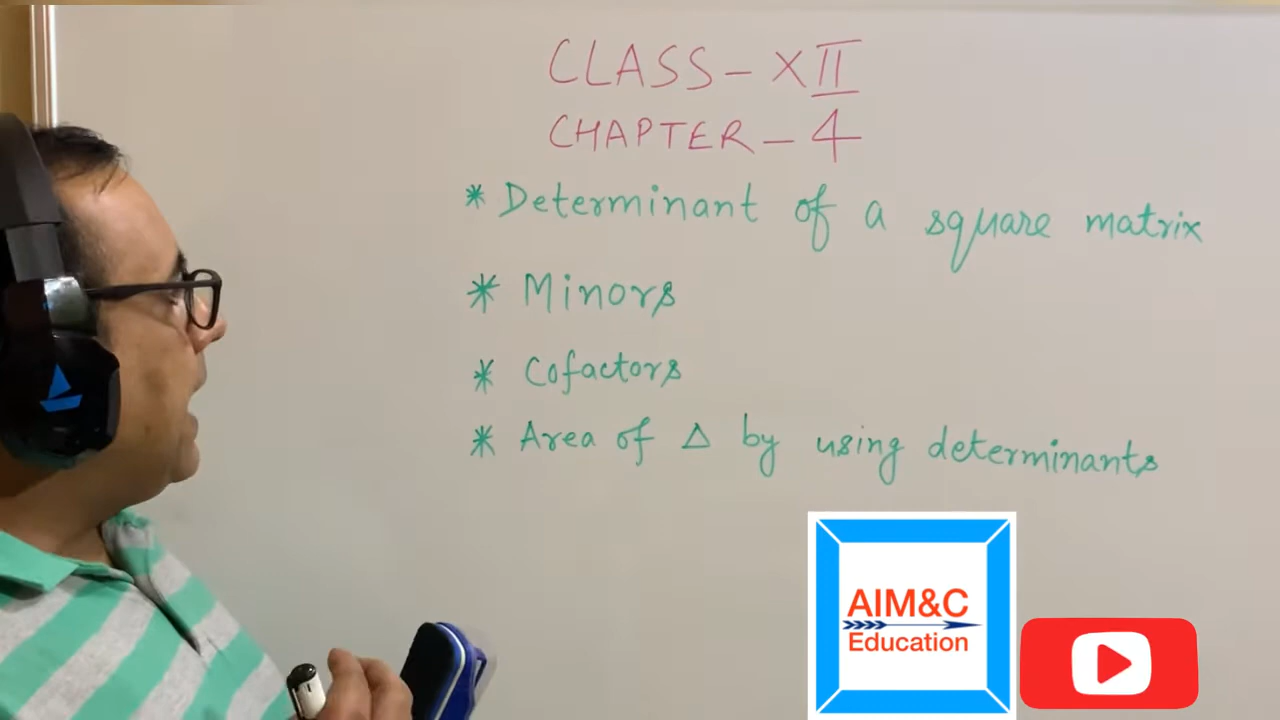 CLASS – XII
CHAPTER – 4
* Determinant of a square matrix
* Minors
* Cofactors
* Area of Δ by using determinants
AIM&C
Education